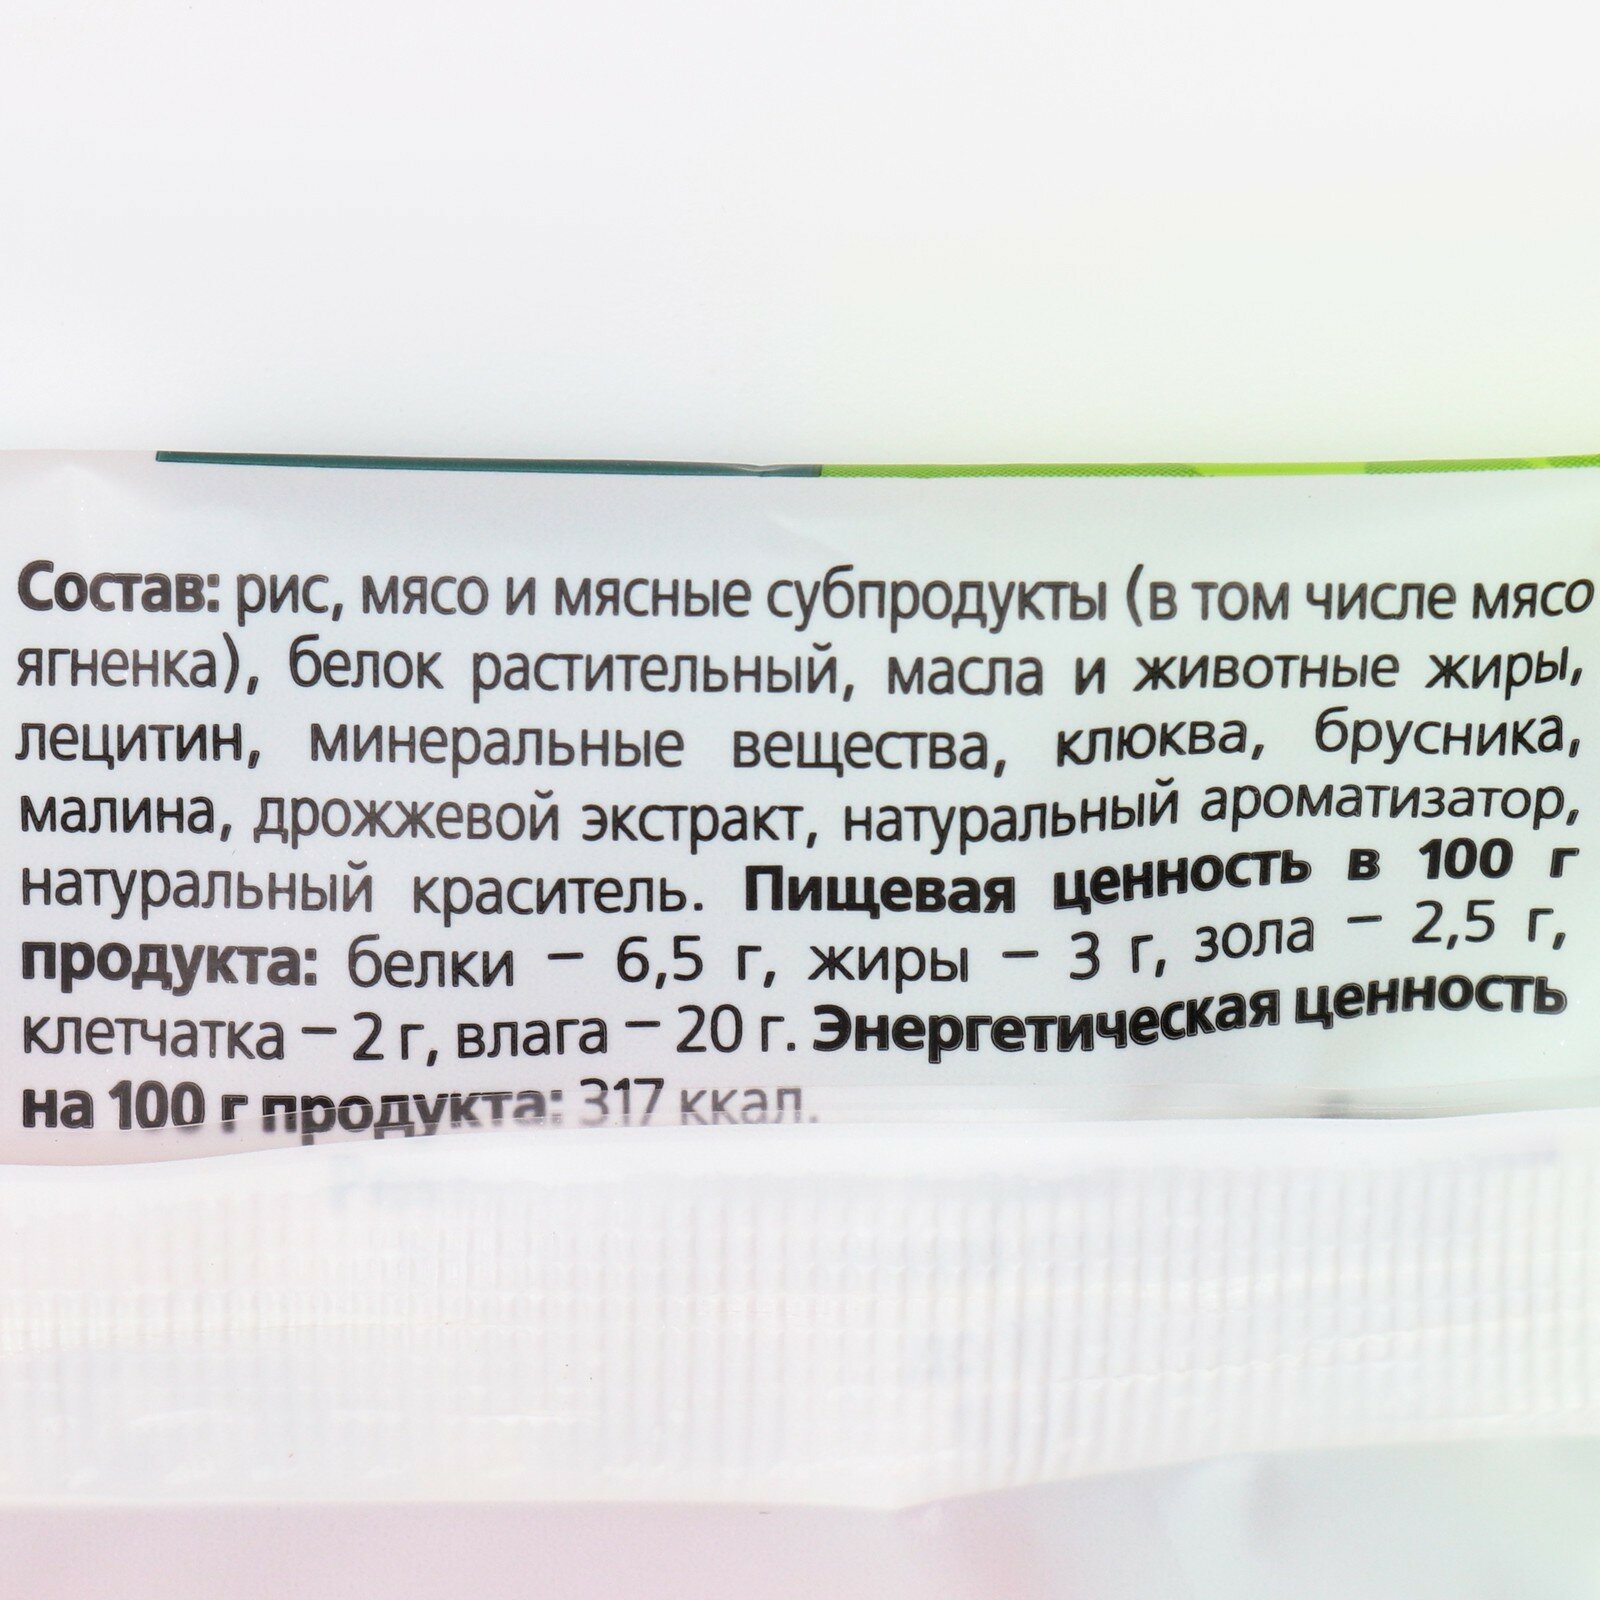 Состав: рис, мясо и мясные субпродукты (в том числе мясо
ягненка), белок растительный, масла и животные жиры,
лецитин, минеральные вещества, клюква, брусника,
малина, дрожжевой экстракт, натуральный ароматизатор,
натуральный краситель. Пищевая ценность в 100 г
продукта: белки – 6,5 г, жиры – 3 г, зола – 2,5 г,
клетчатка – 2 г, влага – 20 г. Энергетическая ценность
на 100 г продукта: 317 ккал.